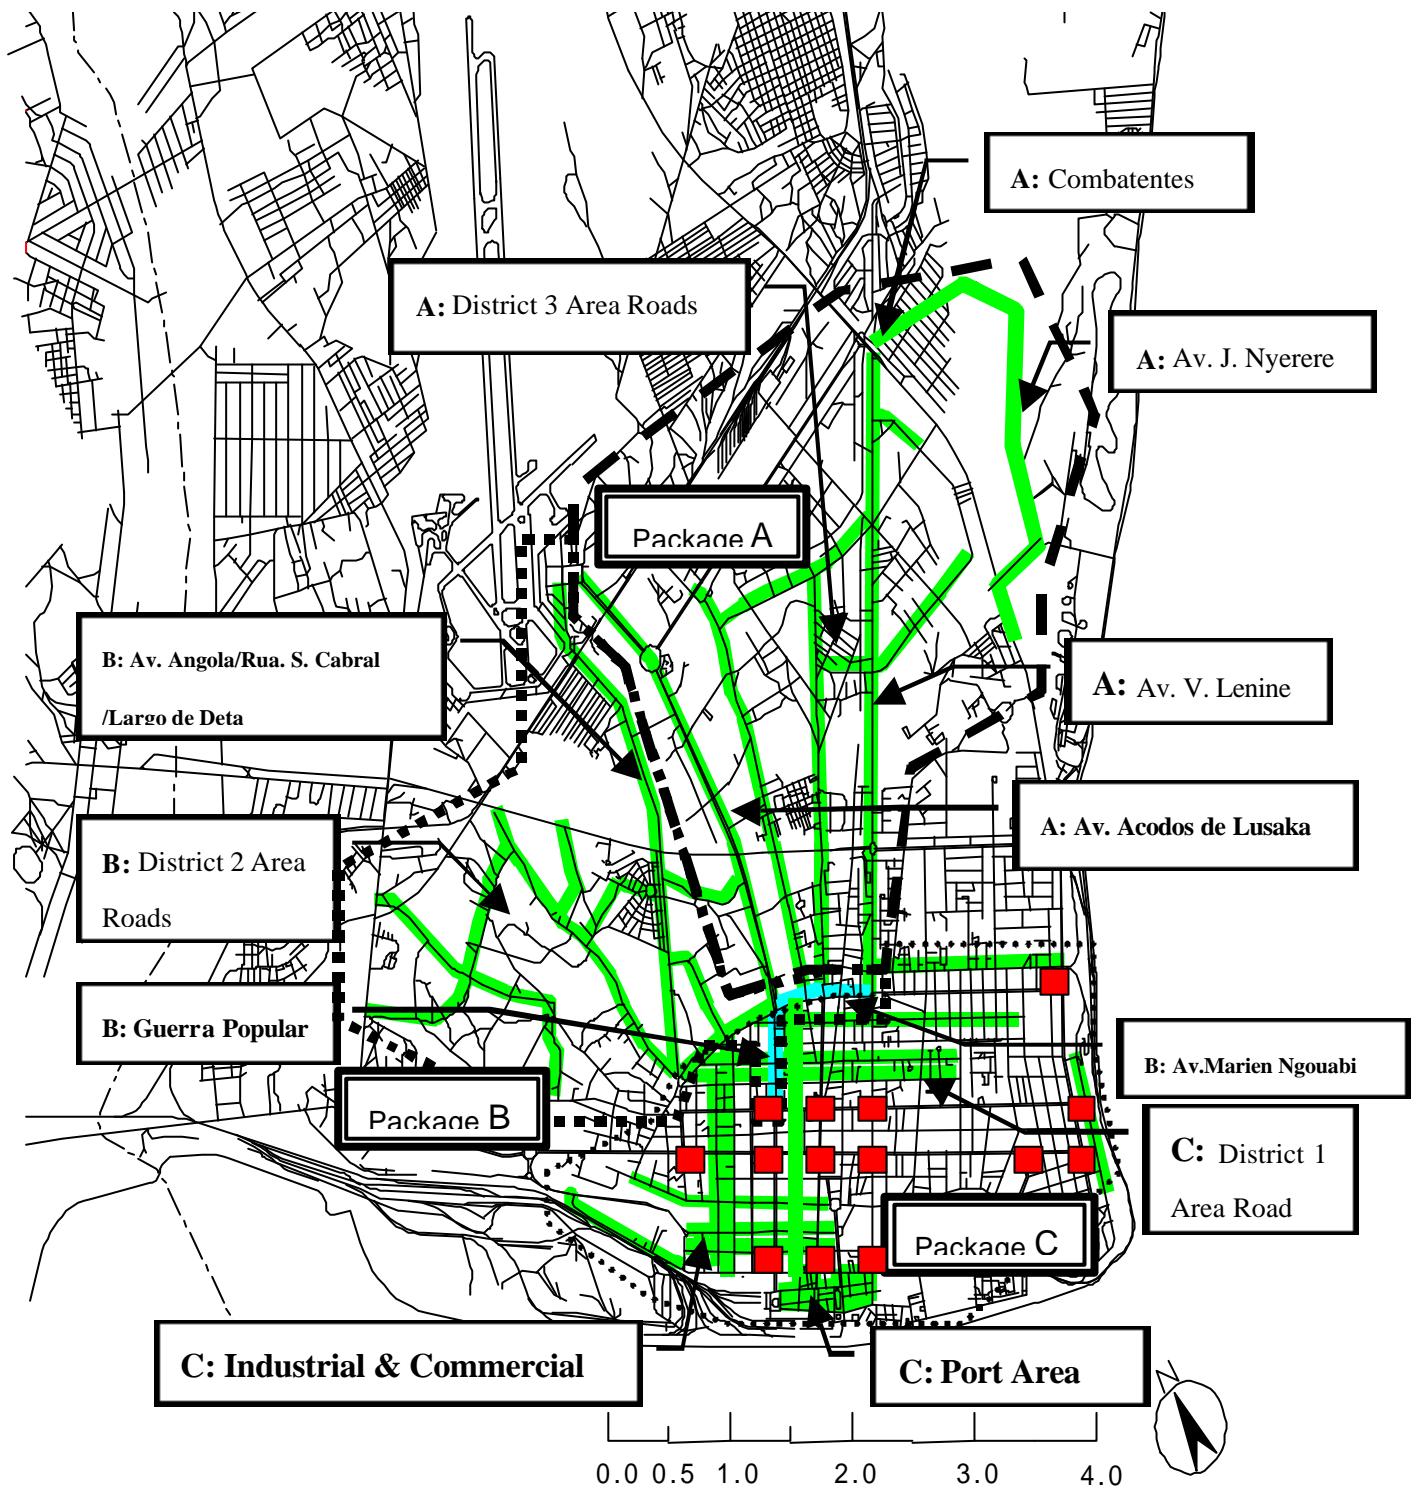 A: Combatentes
A: District 3 Area Roads
A: Av. J. Nyerere
Package A
B: Av. Angola/Rua. S. Cabral
/Largo de Deta
A: Av. V. Lenine
A: Av. Acodos de Lusaka
B: District 2 Area
Roads
B: Guerra Popular
B: Av.Marien Ngouabi
Package B
C: District 1
Area Road
Package C
C: Industrial & Commercial
C: Port Area
N
0.0 0.5 1.0 2.0 3.0 4.0